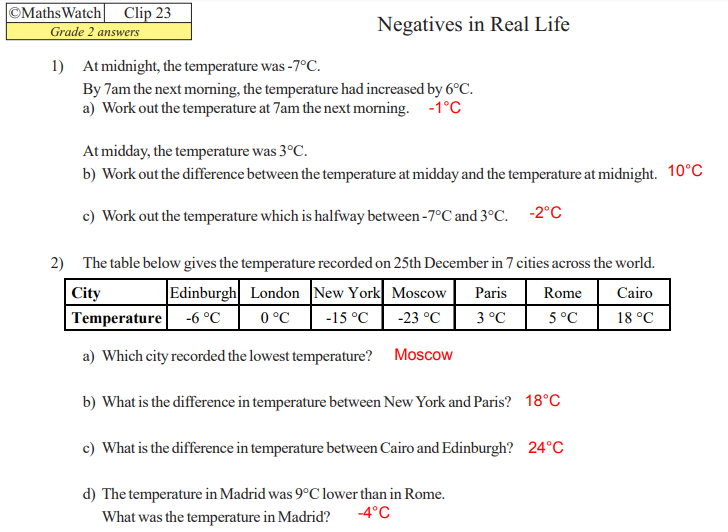 ©MathsWatch Clip 23
Grade 2 answers
Negatives in Real Life
1) At midnight, the temperature was -7°C.
By 7am the next morning, the temperature had increased by 6°C.
a) Work out the temperature at 7am the next morning. -1°C
At midday, the temperature was 3°C.
b) Work out the difference between the temperature at midday and the temperature at midnight. 10°C
c) Work out the temperature which is halfway between -7°C and 3°C. -2°C
2) The table below gives the temperature recorded on 25th December in 7 cities across the world.
City Edinburgh London New York Moscow Paris Rome Cairo
Temperature -6 °C 0 °C -15 °C -23 °C 3 °C 5 °C 18 °C
a) Which city recorded the lowest temperature? Moscow
b) What is the difference in temperature between New York and Paris? 18°C
c) What is the difference in temperature between Cairo and Edinburgh? 24°C
d) The temperature in Madrid was 9°C lower than in Rome.
What was the temperature in Madrid? -4°C